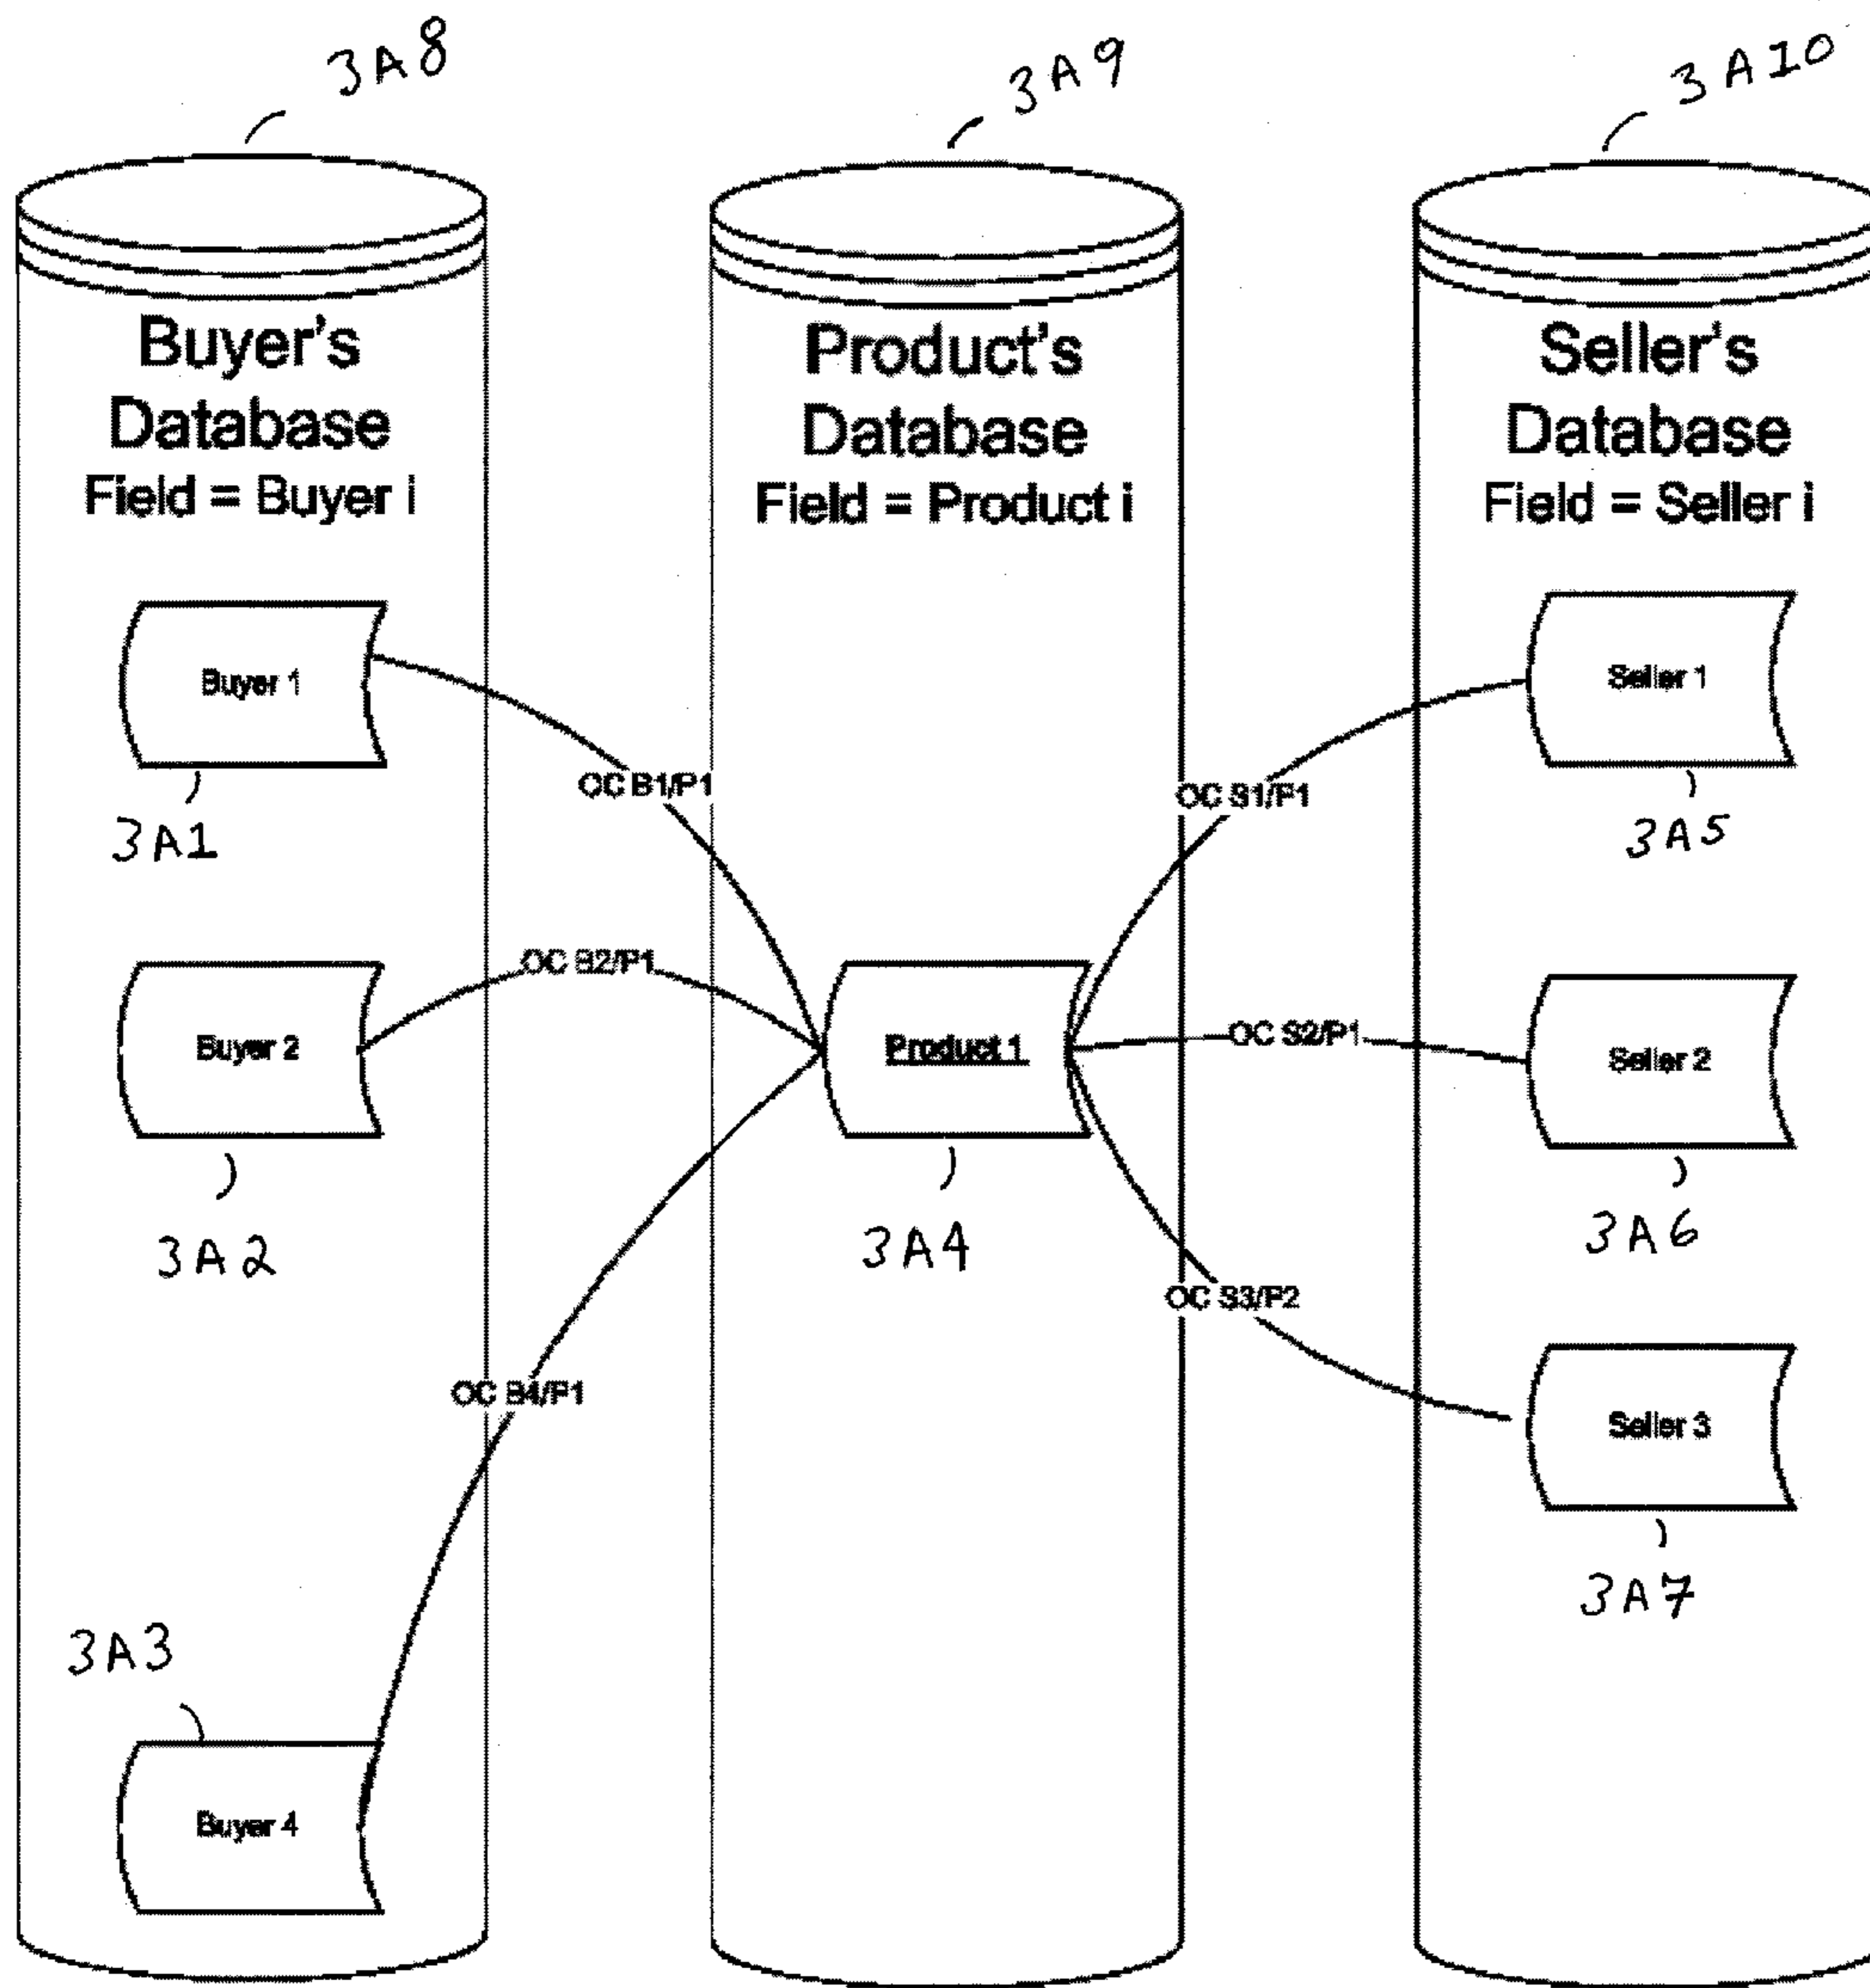 3A8
3A9
3A10
Buyer's
Database
Field = Buyer i
Product's
Database
Field = Product i
Seller's
Database
Field = Seller i
Buyer 1
Seller 1
OC B1/P1
OC S1/P1
3A1
3A5
OC B2/P1
Buyer 2
Product 1
OC S2/P1
Seller 2
3A2
3A4
3A6
OC S3/P2
OC B4/P1
Seller 3
3A7
3A3
Buyer 4